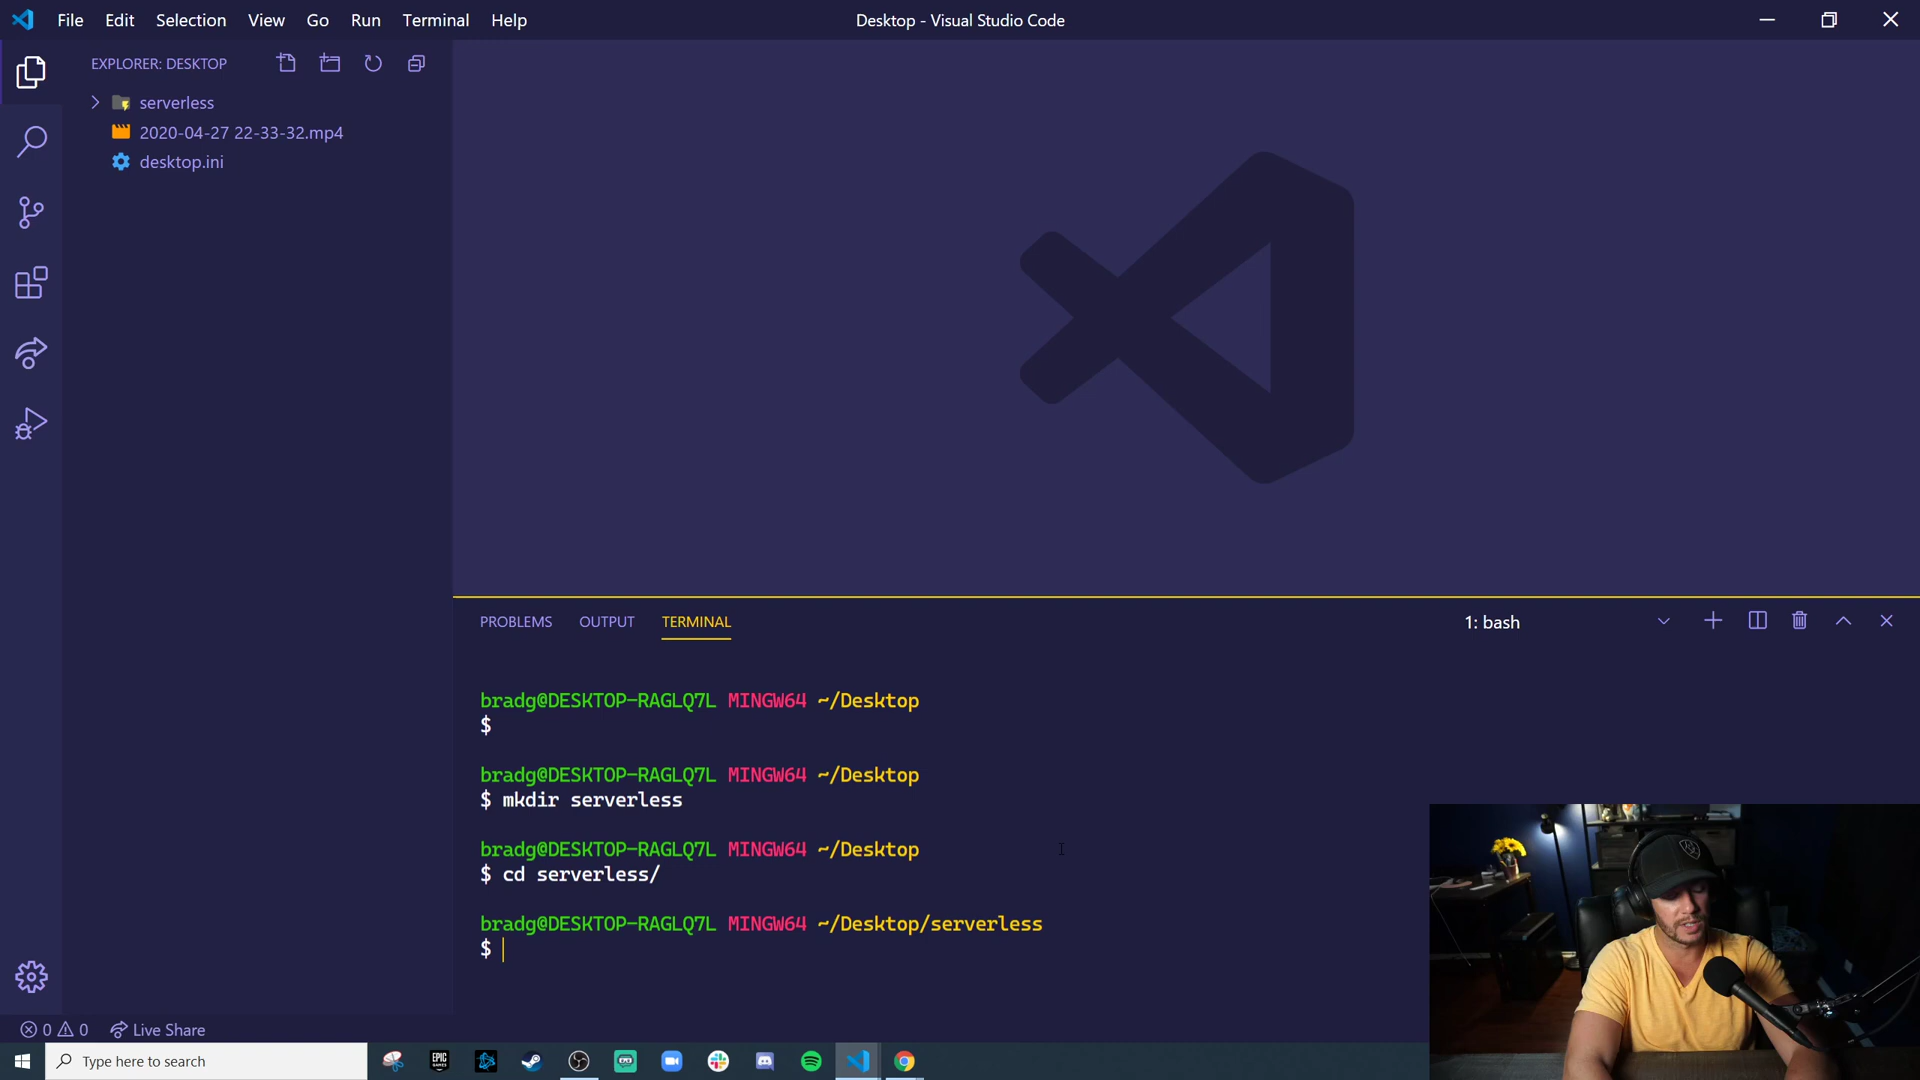 File Edit Selection View Go Run Terminal Help
Desktop - Visual Studio Code
EXPLORER: DESKTOP
serverless
2020-04-27 22-33-32.mp4
desktop.ini
PROBLEMS OUTPUT TERMINAL
1: bash
bradg@DESKTOP-RAGLQ7L MINGW64 ~/Desktop
$
bradg@DESKTOP-RAGLQ7L MINGW64 ~/Desktop
$ mkdir serverless
bradg@DESKTOP-RAGLQ7L MINGW64 ~/Desktop
$ cd serverless/
bradg@DESKTOP-RAGLQ7L MINGW64 ~/Desktop/serverless
$
0 0 Live Share
Type here to search
EPIC GAMES